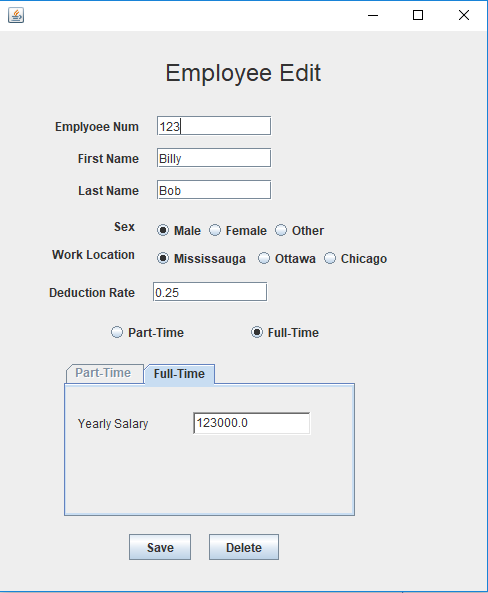 Employee Edit
Emplyoee Num 123
First Name Billy
Last Name Bob
Sex Male Female Other
Work Location Mississauga Ottawa Chicago
Deduction Rate 0.25
Part-Time Full-Time
Part-Time Full-Time
Yearly Salary 123000.0
Save Delete